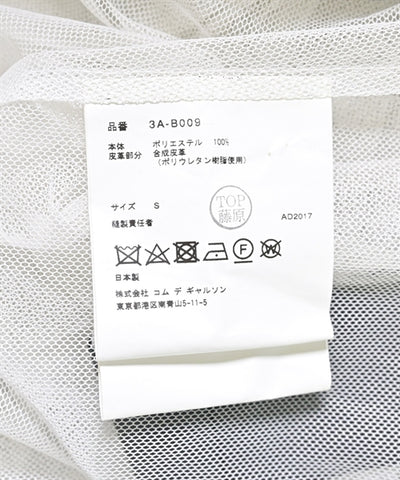 品番 3A-B009
本体 ポリエステル 100%
皮革部分 合成皮革
(ポリウレタン樹脂使用)
サイズ S
縫製責任者
TOP
藤原
AD2017
F
W
日本製
株式会社 コム デ ギャルソン
東京都港区南青山5-11-5